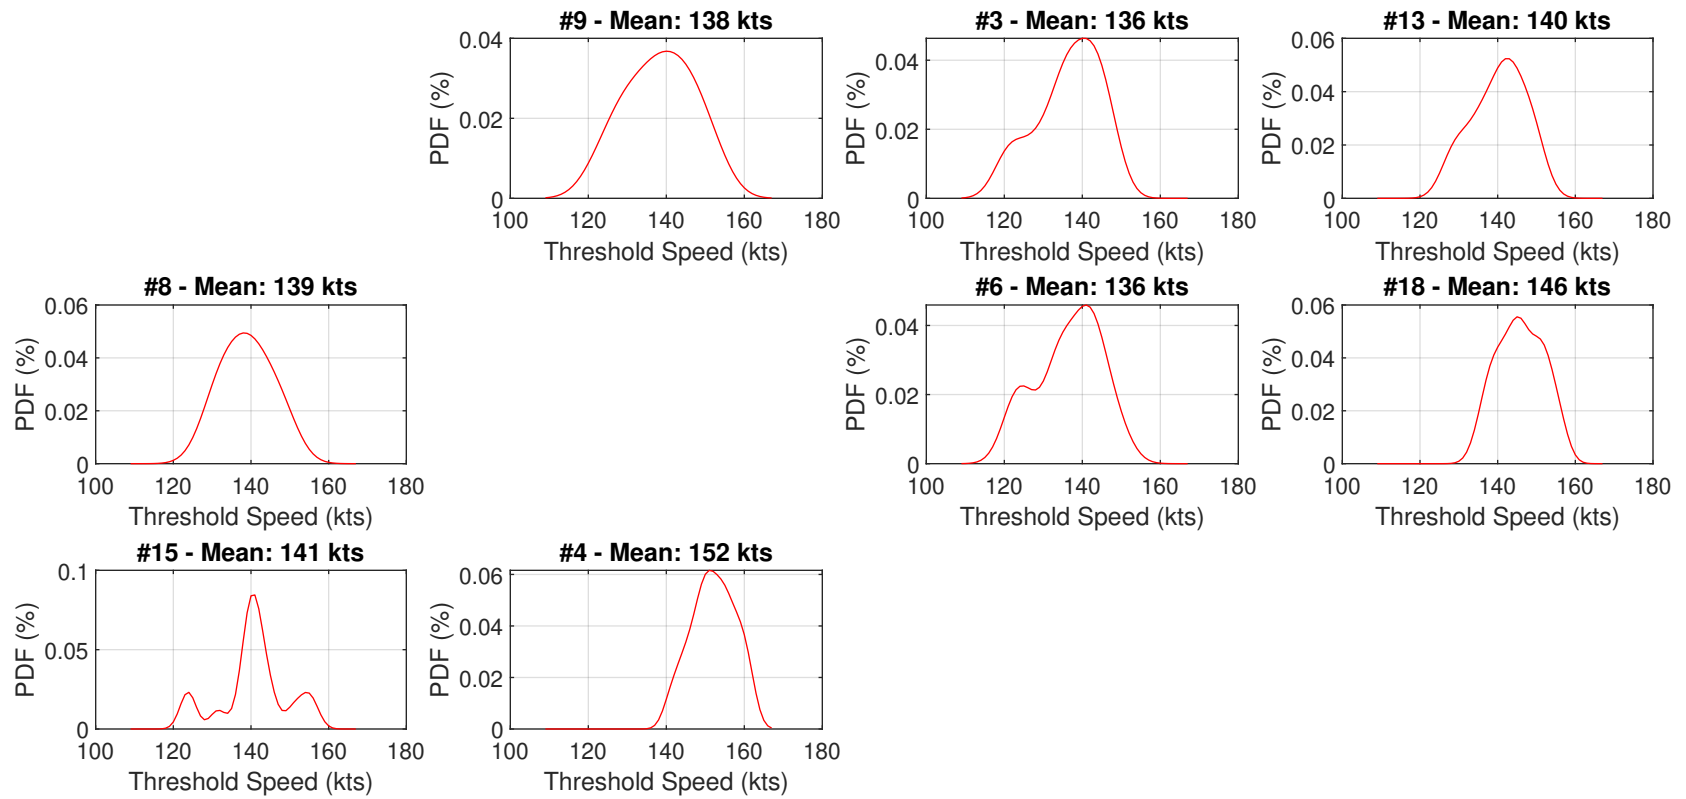 #9 - Mean: 138 kts
0.04
0.02
0
PDF (%)
100 120 140 160 180
Threshold Speed (kts)
#3 - Mean: 136 kts
0.04
0.02
0
PDF (%)
100 120 140 160 180
Threshold Speed (kts)
#13 - Mean: 140 kts
0.06
0.04
0.02
0
PDF (%)
100 120 140 160 180
Threshold Speed (kts)
#8 - Mean: 139 kts
0.06
0.04
0.02
0
PDF (%)
100 120 140 160 180
Threshold Speed (kts)
#6 - Mean: 136 kts
0.04
0.02
0
PDF (%)
100 120 140 160 180
Threshold Speed (kts)
#18 - Mean: 146 kts
0.06
0.04
0.02
0
PDF (%)
100 120 140 160 180
Threshold Speed (kts)
#15 - Mean: 141 kts
0.1
0.05
0
PDF (%)
100 120 140 160 180
Threshold Speed (kts)
#4 - Mean: 152 kts
0.06
0.04
0.02
0
PDF (%)
100 120 140 160 180
Threshold Speed (kts)